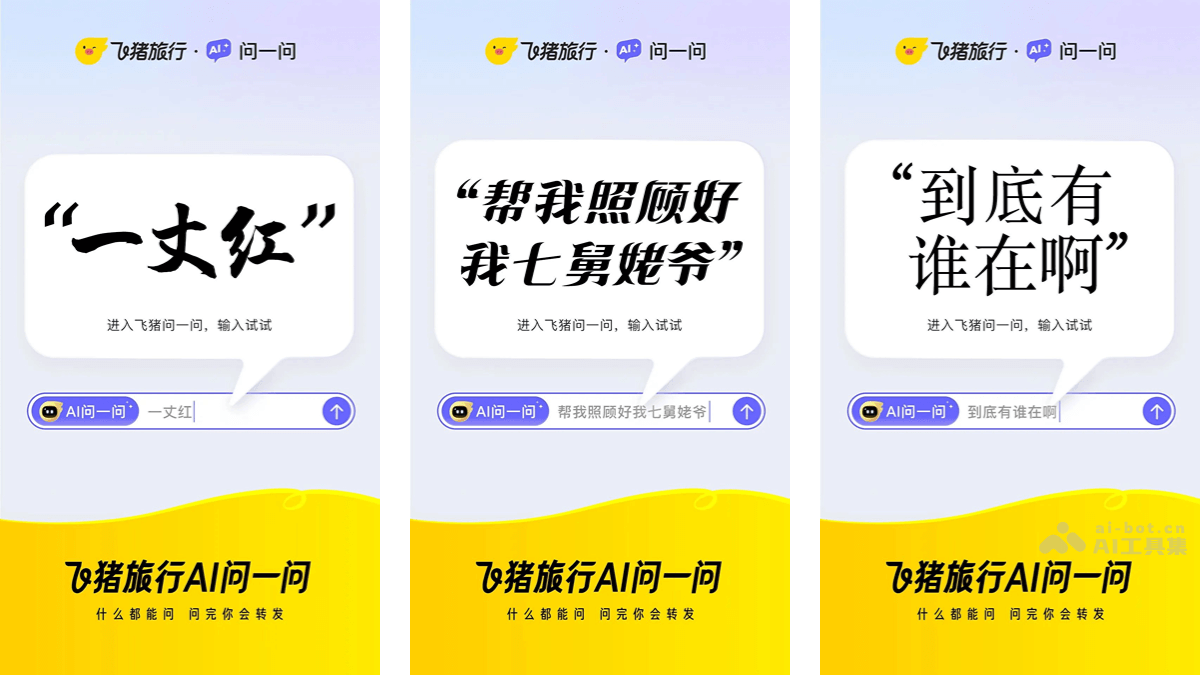 飞猪旅行·AI 问一问
“一丈红”
进入飞猪问一问，输入试试
AI问一问 一丈红
飞猪旅行AI问一问
什么都能问 问完你会转发
飞猪旅行·AI 问一问
“帮我照顾好
我七舅姥爷”
进入飞猪问一问，输入试试
AI问一问 帮我照顾好我七舅姥爷
飞猪旅行AI问一问
什么都能问 问完你会转发
飞猪旅行·AI 问一问
“到底有
谁在啊”
进入飞猪问一问，输入试试
AI问一问 到底有谁在啊
ai-bot.cn
AI工具集
飞猪旅行AI问一问
什么都能问 问完你会转发